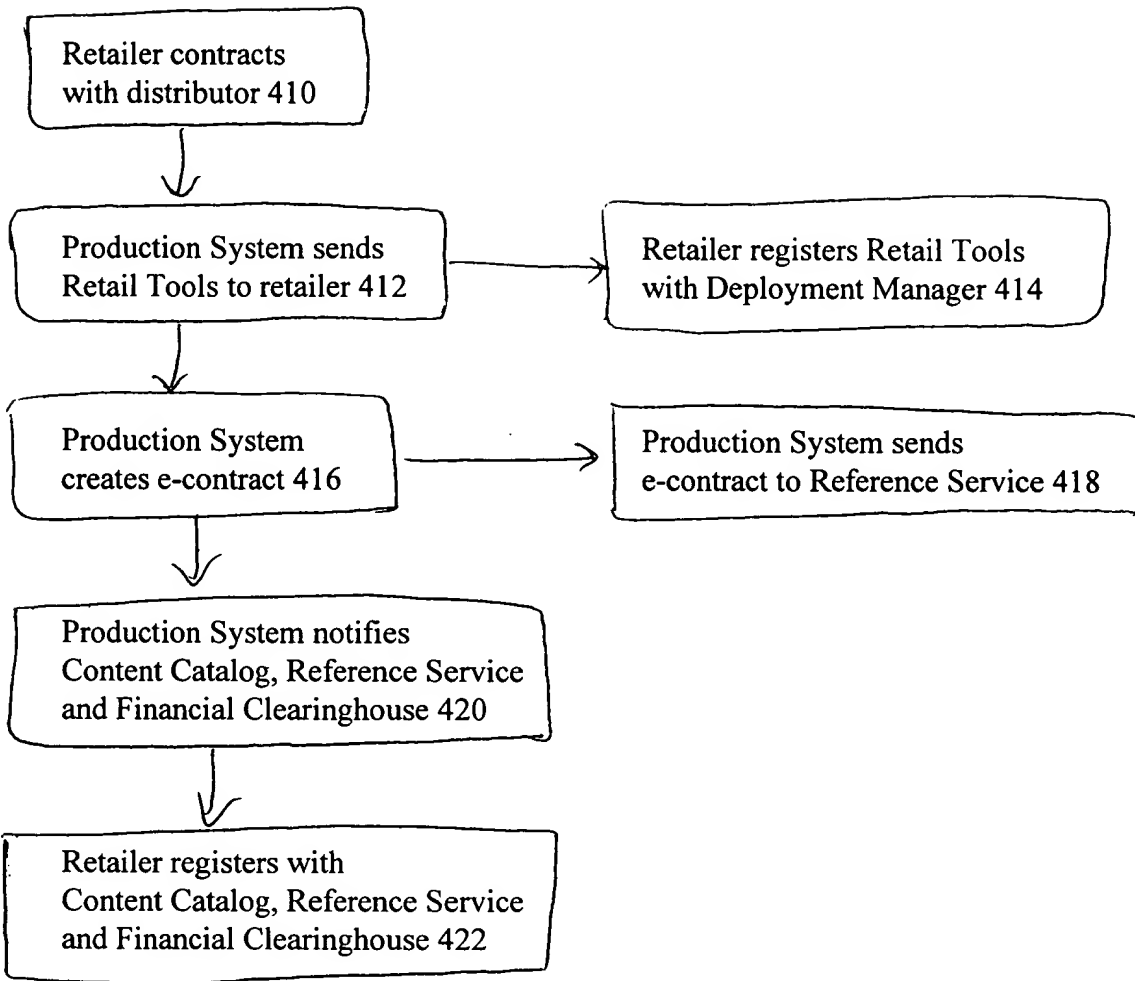 Retailer contracts
with distributor 410
Production System sends
Retail Tools to retailer 412
Retailer registers Retail Tools
with Deployment Manager 414
Production System
creates e-contract 416
Production System sends
e-contract to Reference Service 418
Production System notifies
Content Catalog, Reference Service
and Financial Clearinghouse 420
Retailer registers with
Content Catalog, Reference Service
and Financial Clearinghouse 422